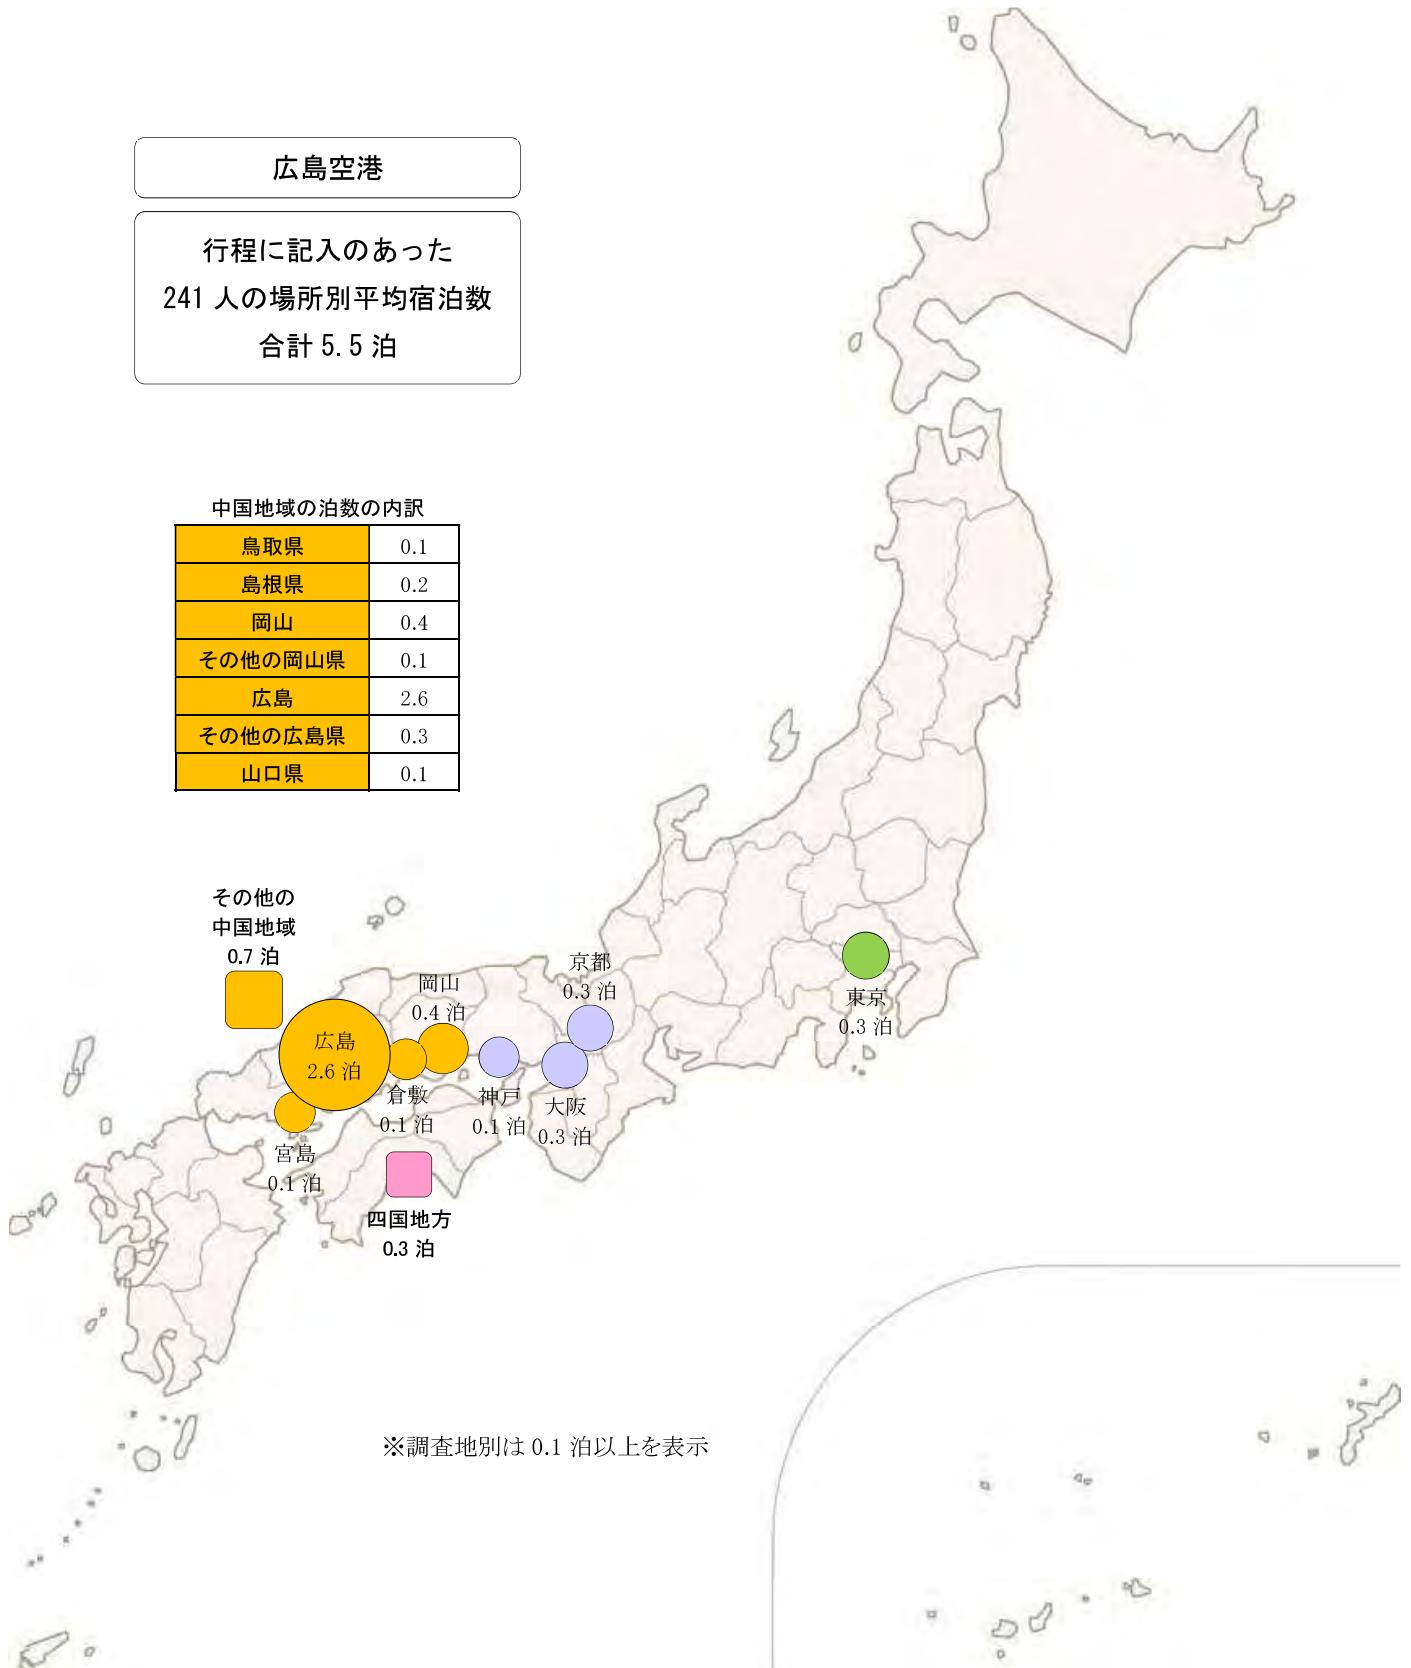 広島空港
行程に記入のあった
241 人の場所別平均宿泊数
合計 5.5 泊
中国地域の泊数の内訳
鳥取県 0.1
島根県 0.2
岡山 0.4
その他の岡山県 0.1
広島 2.6
その他の広島県 0.3
山口県 0.1
その他の
中国地域
0.7 泊
広島
2.6 泊
岡山
0.4 泊
京都
0.3 泊
東京
0.3 泊
倉敷
0.1 泊
神戸
0.1 泊
大阪
0.3 泊
宮島
0.1 泊
四国地方
0.3 泊
※調査地別は 0.1 泊以上を表示